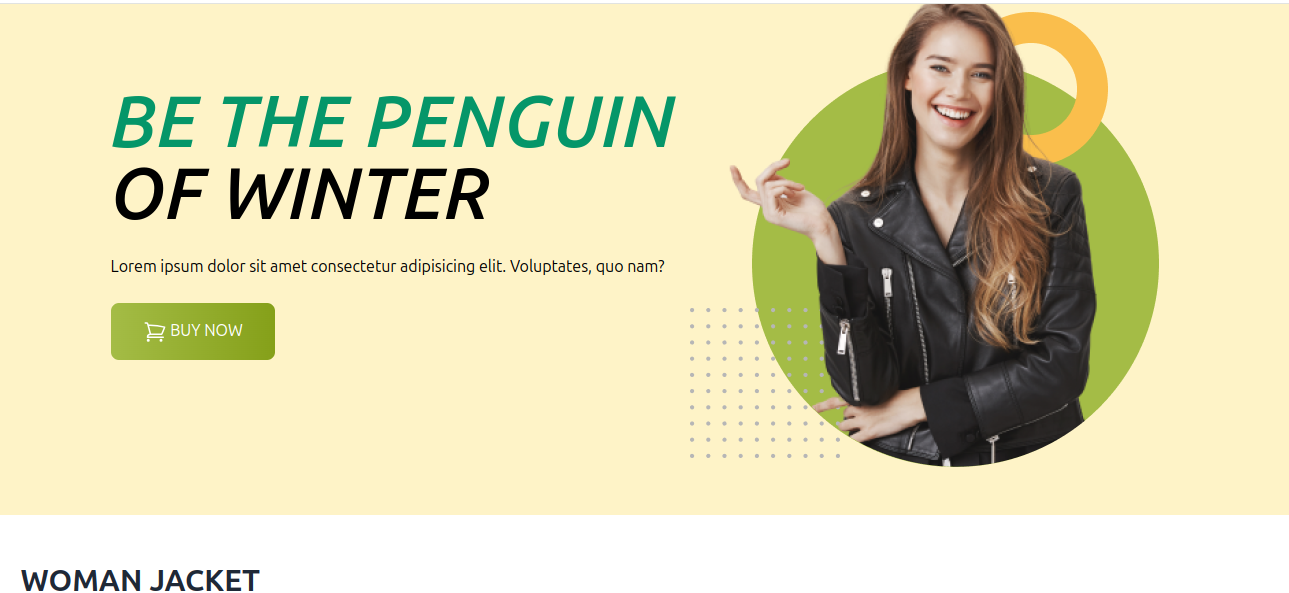 BE THE PENGUIN
OF WINTER
Lorem ipsum dolor sit amet consectetur adipisicing elit. Voluptates, quo nam?
BUY NOW
WOMAN JACKET